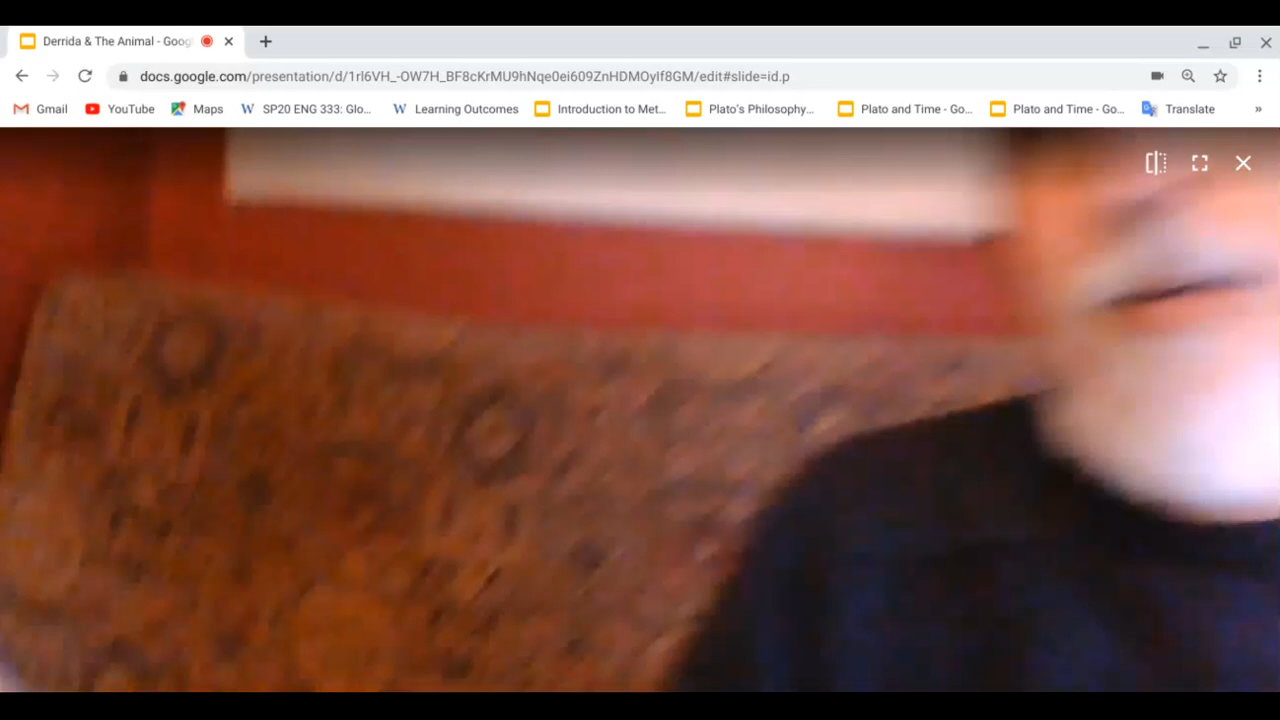 Derrida & The Animal - Goog
docs.google.com/presentation/d/1rl6VH_-OW7H_BF8cKrMU9hNqe0ei609ZnHDMOyIf8GM/edit#slide=id.p
Gmail YouTube Maps SP20 ENG 333: Glo... Learning Outcomes Introduction to Met... Plato's Philosophy... Plato and Time - Go... Plato and Time - Go... Translate